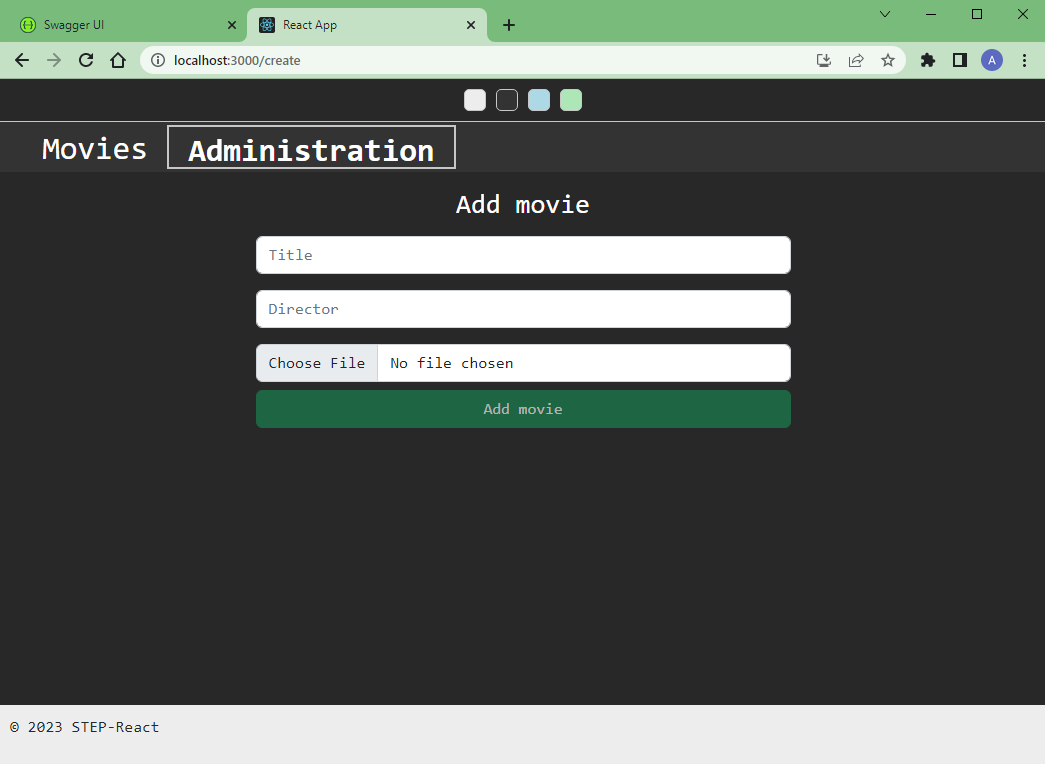 Swagger UI
React App
localhost:3000/create
A
Movies Administration
Add movie
Title
Director
Choose File No file chosen
Add movie
© 2023 STEP-React